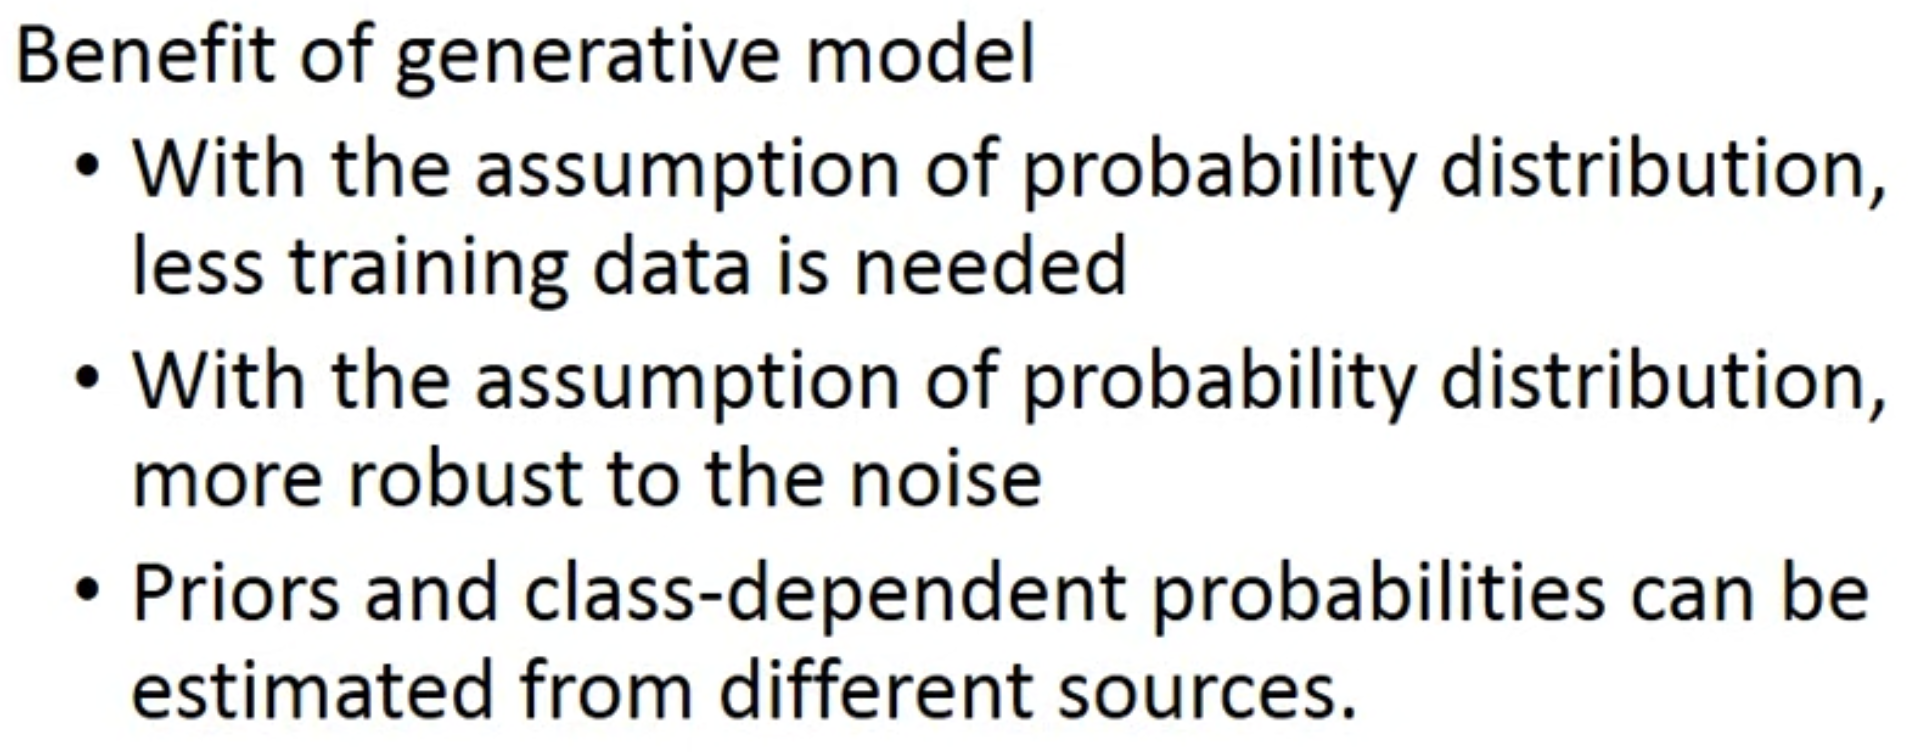 Benefit of generative model
• With the assumption of probability distribution,
less training data is needed
• With the assumption of probability distribution,
more robust to the noise
• Priors and class-dependent probabilities can be
estimated from different sources.